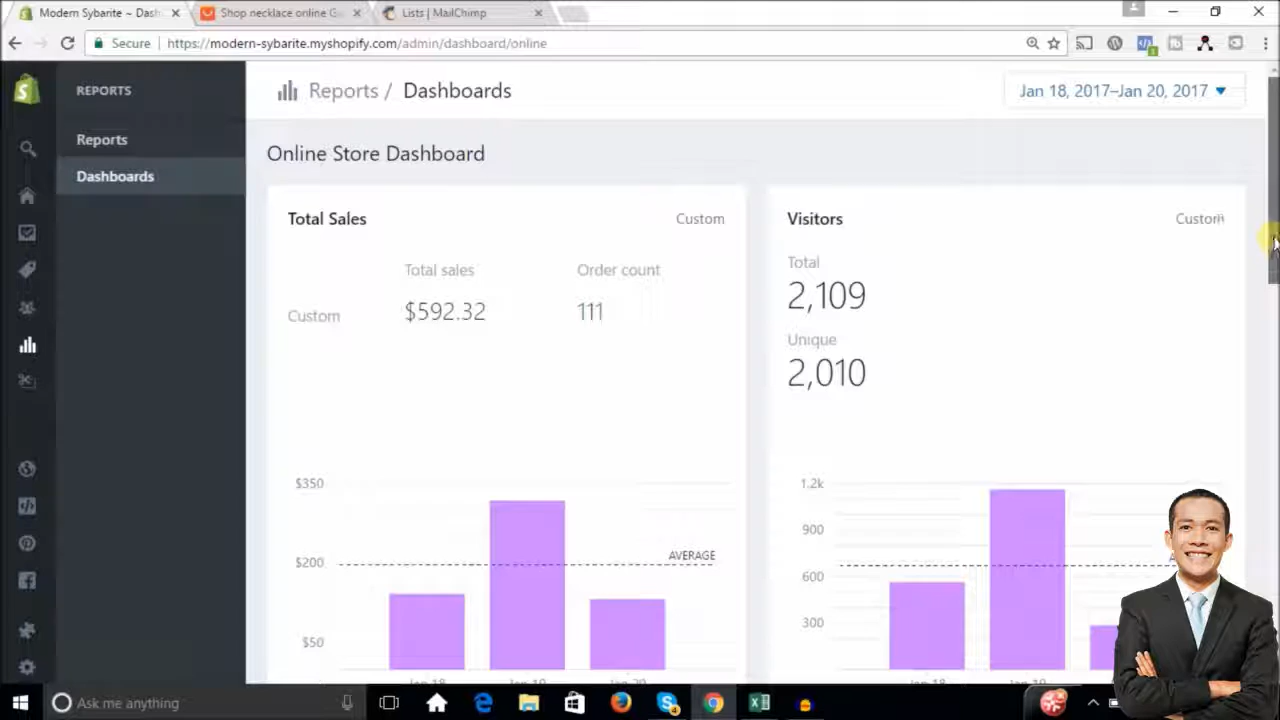 Modern Sybarite ~ Dash
Shop necklace online G
Lists | MailChimp
Secure
https://modern-sybarite.myshopify.com/admin/dashboard/online
REPORTS
Reports
Dashboards
Reports / Dashboards
Jan 18, 2017–Jan 20, 2017
Online Store Dashboard
Total Sales
Custom
Total sales
Order count
Custom
$592.32
111
$350
$200
$50
AVERAGE
Visitors
Custom
Total
2,109
Unique
2,010
1.2k
900
600
300
Ask me anything